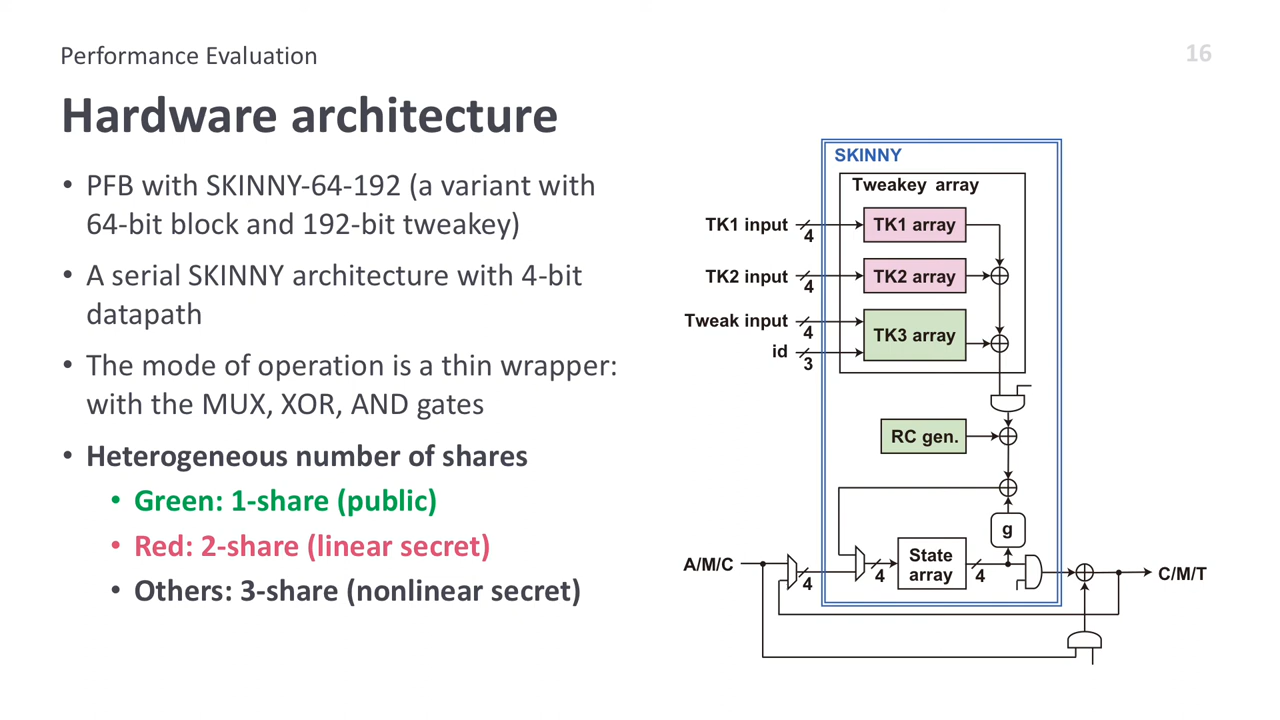 Performance Evaluation
16
Hardware architecture
• PFB with SKINNY-64-192 (a variant with
64-bit block and 192-bit tweakey)
• A serial SKINNY architecture with 4-bit
datapath
• The mode of operation is a thin wrapper:
with the MUX, XOR, AND gates
• Heterogeneous number of shares
• Green: 1-share (public)
• Red: 2-share (linear secret)
• Others: 3-share (nonlinear secret)
SKINNY
Tweakey array
TK1 input
4
TK1 array
TK2 input
4
TK2 array
Tweak input
4
TK3 array
id
3
RC gen.
g
A/M/C
4
4
State
array
4
C/M/T